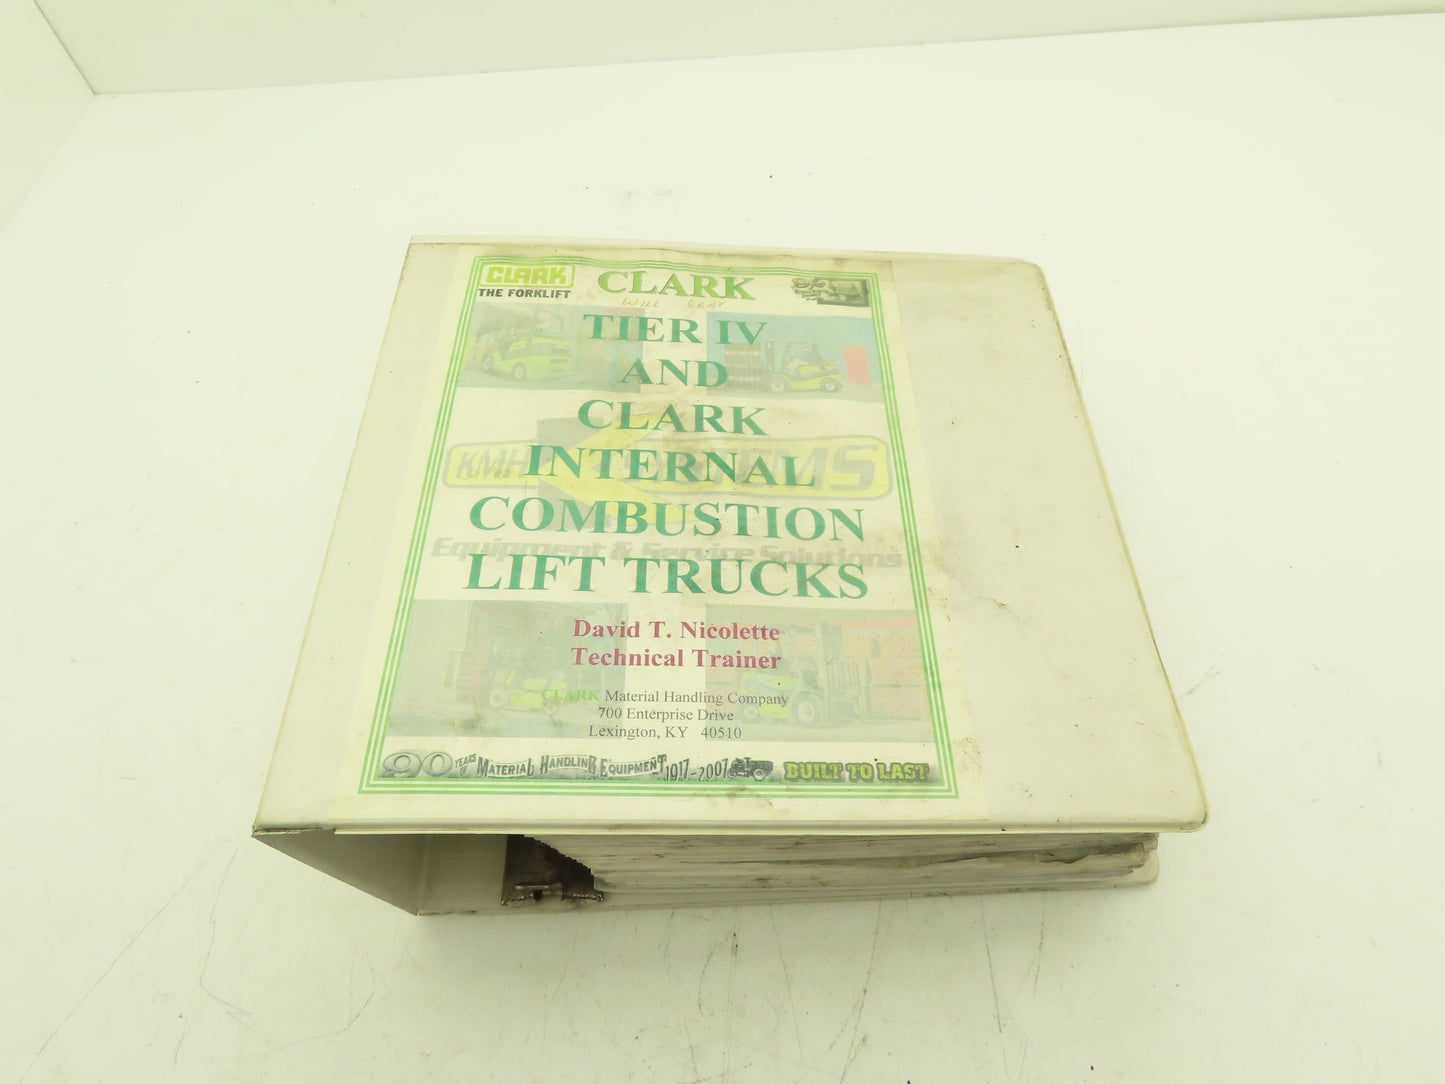 CLARK
THE FORKLIFT
CLARK
WILL GRAY
TIER IV
AND
CLARK
INTERNAL
COMBUSTION
LIFT TRUCKS
KMH SYSTEMS
Equipment & Service Solutions
David T. Nicolette
Technical Trainer
CLARK Material Handling Company
700 Enterprise Drive
Lexington, KY 40510
90 YEARS OF MATERIAL HANDLING EQUIPMENT 1917-2007
BUILT TO LAST